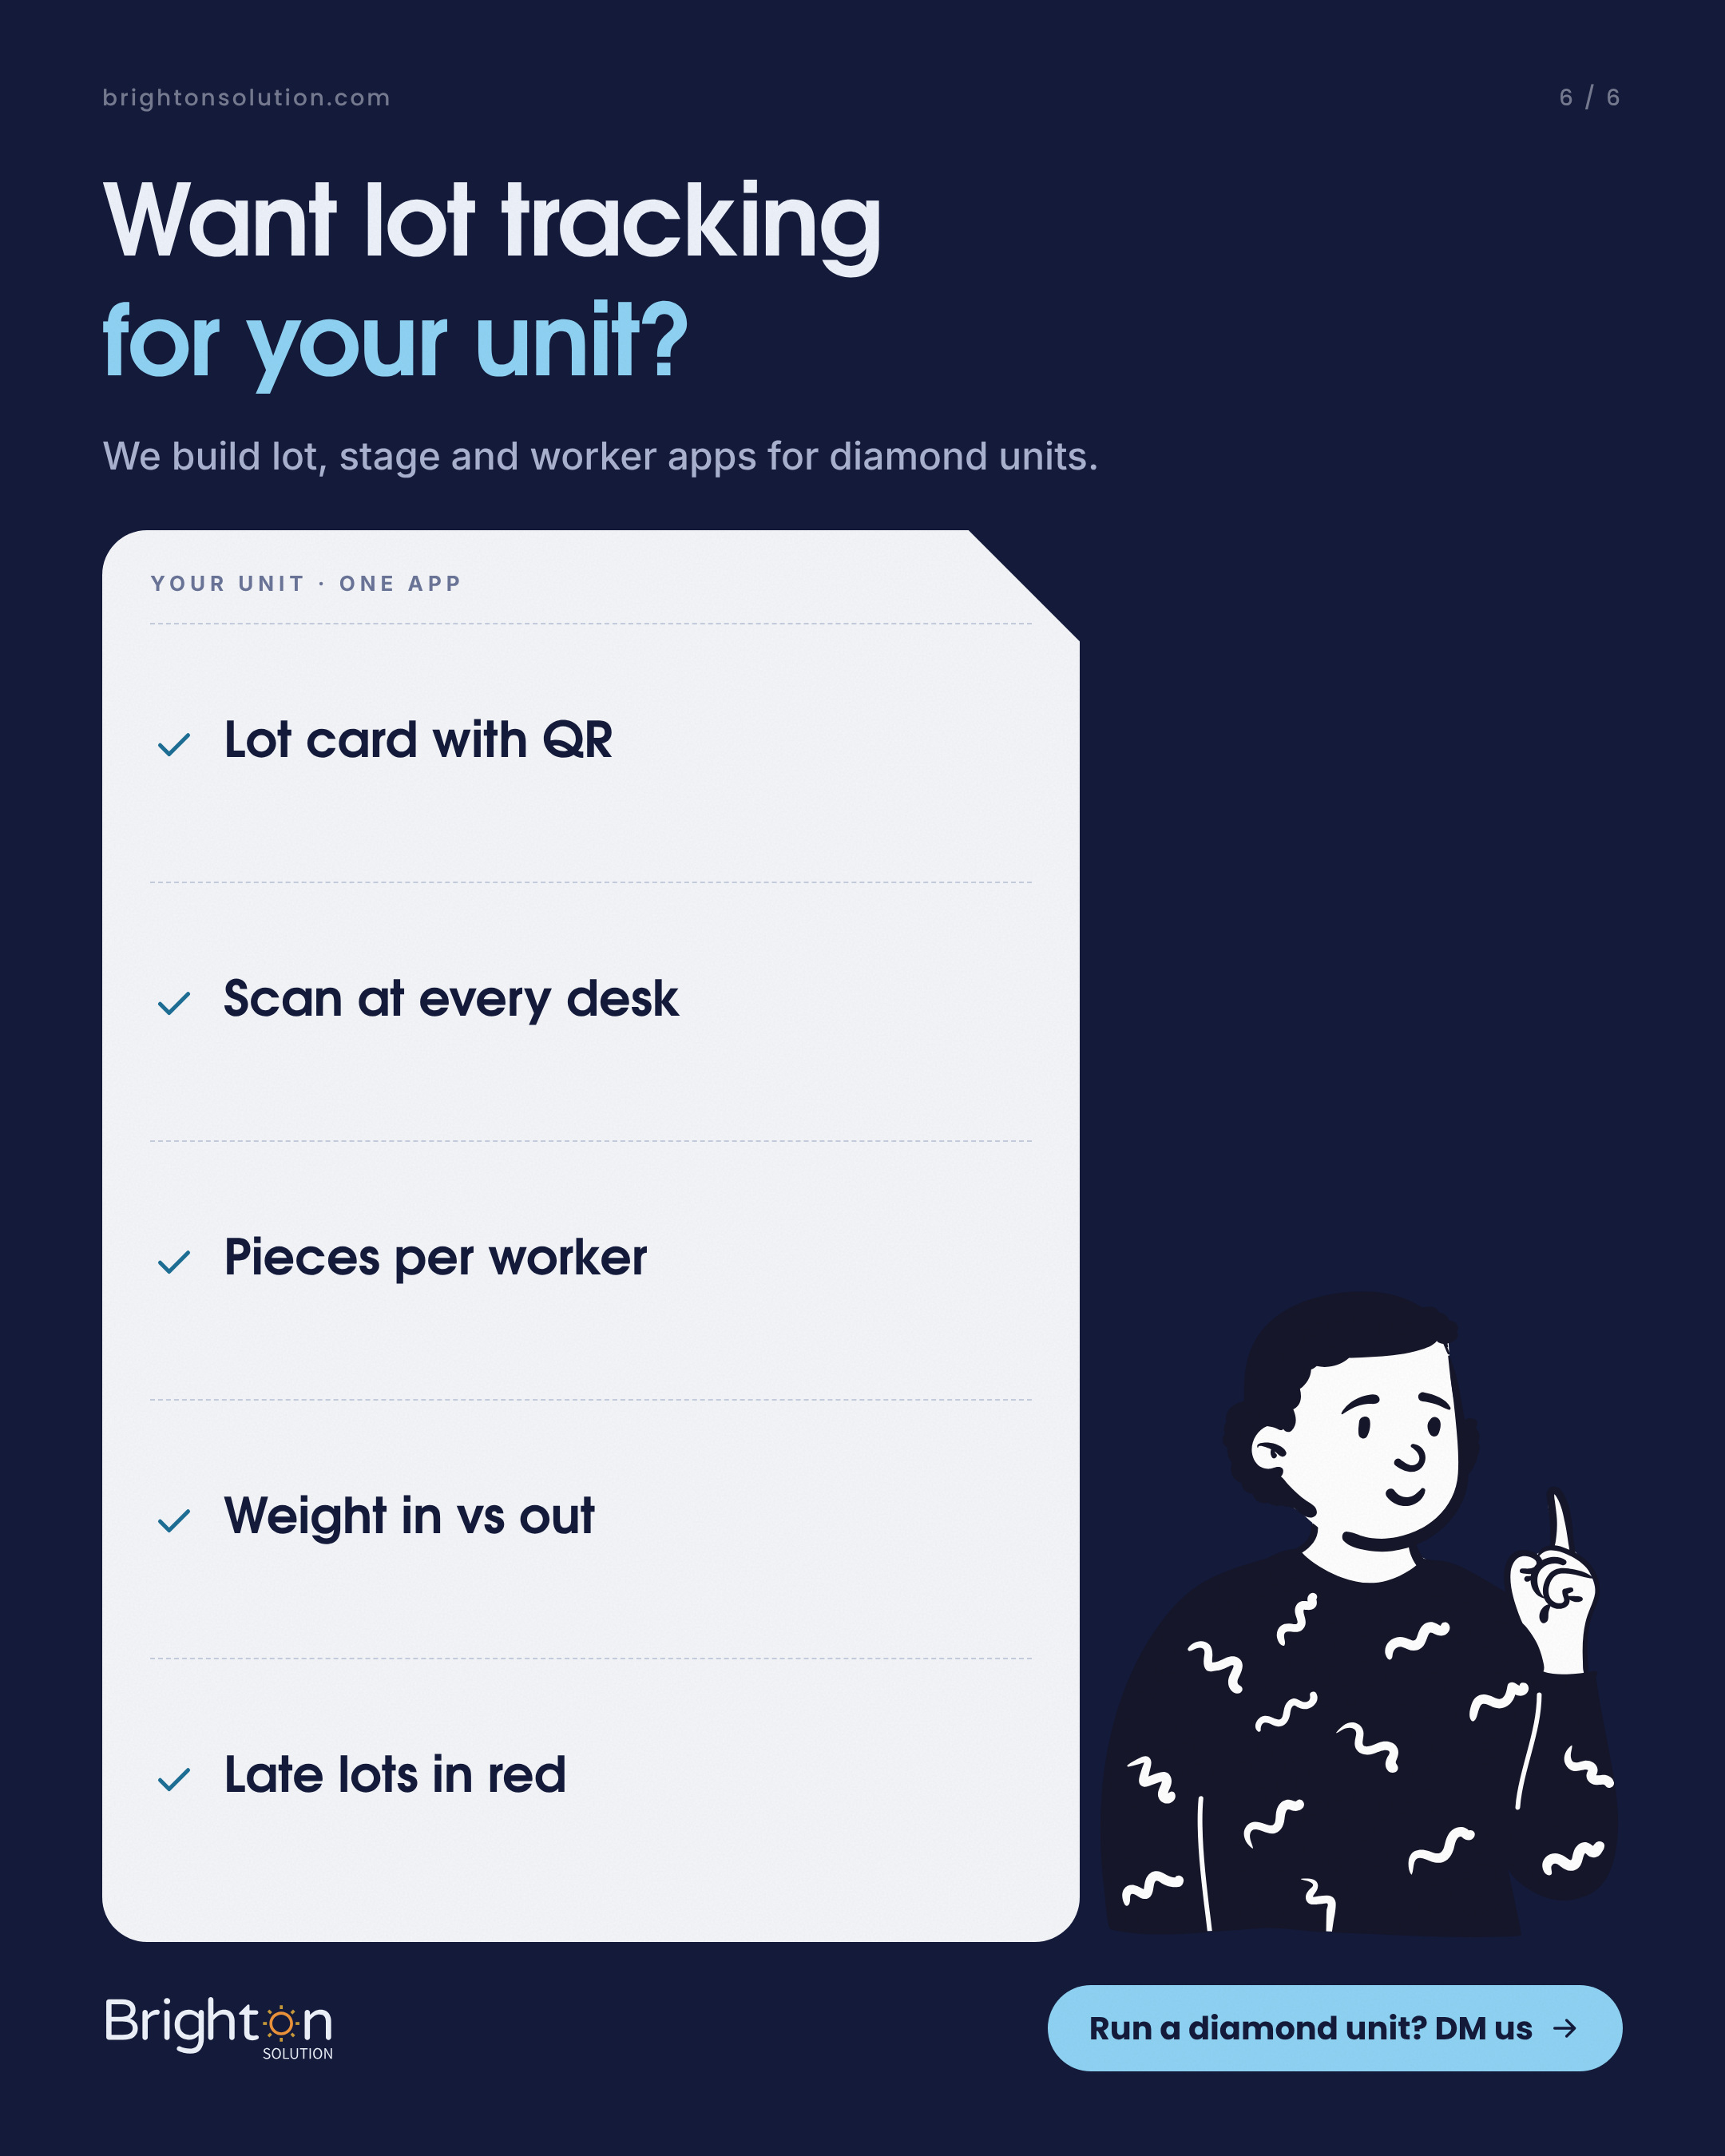 brightonsolution.com
6 / 6
Want lot tracking
for your unit?
We build lot, stage and worker apps for diamond units.
YOUR UNIT · ONE APP
Lot card with QR
Scan at every desk
Pieces per worker
Weight in vs out
Late lots in red
Brighton
SOLUTION
Run a diamond unit? DM us →